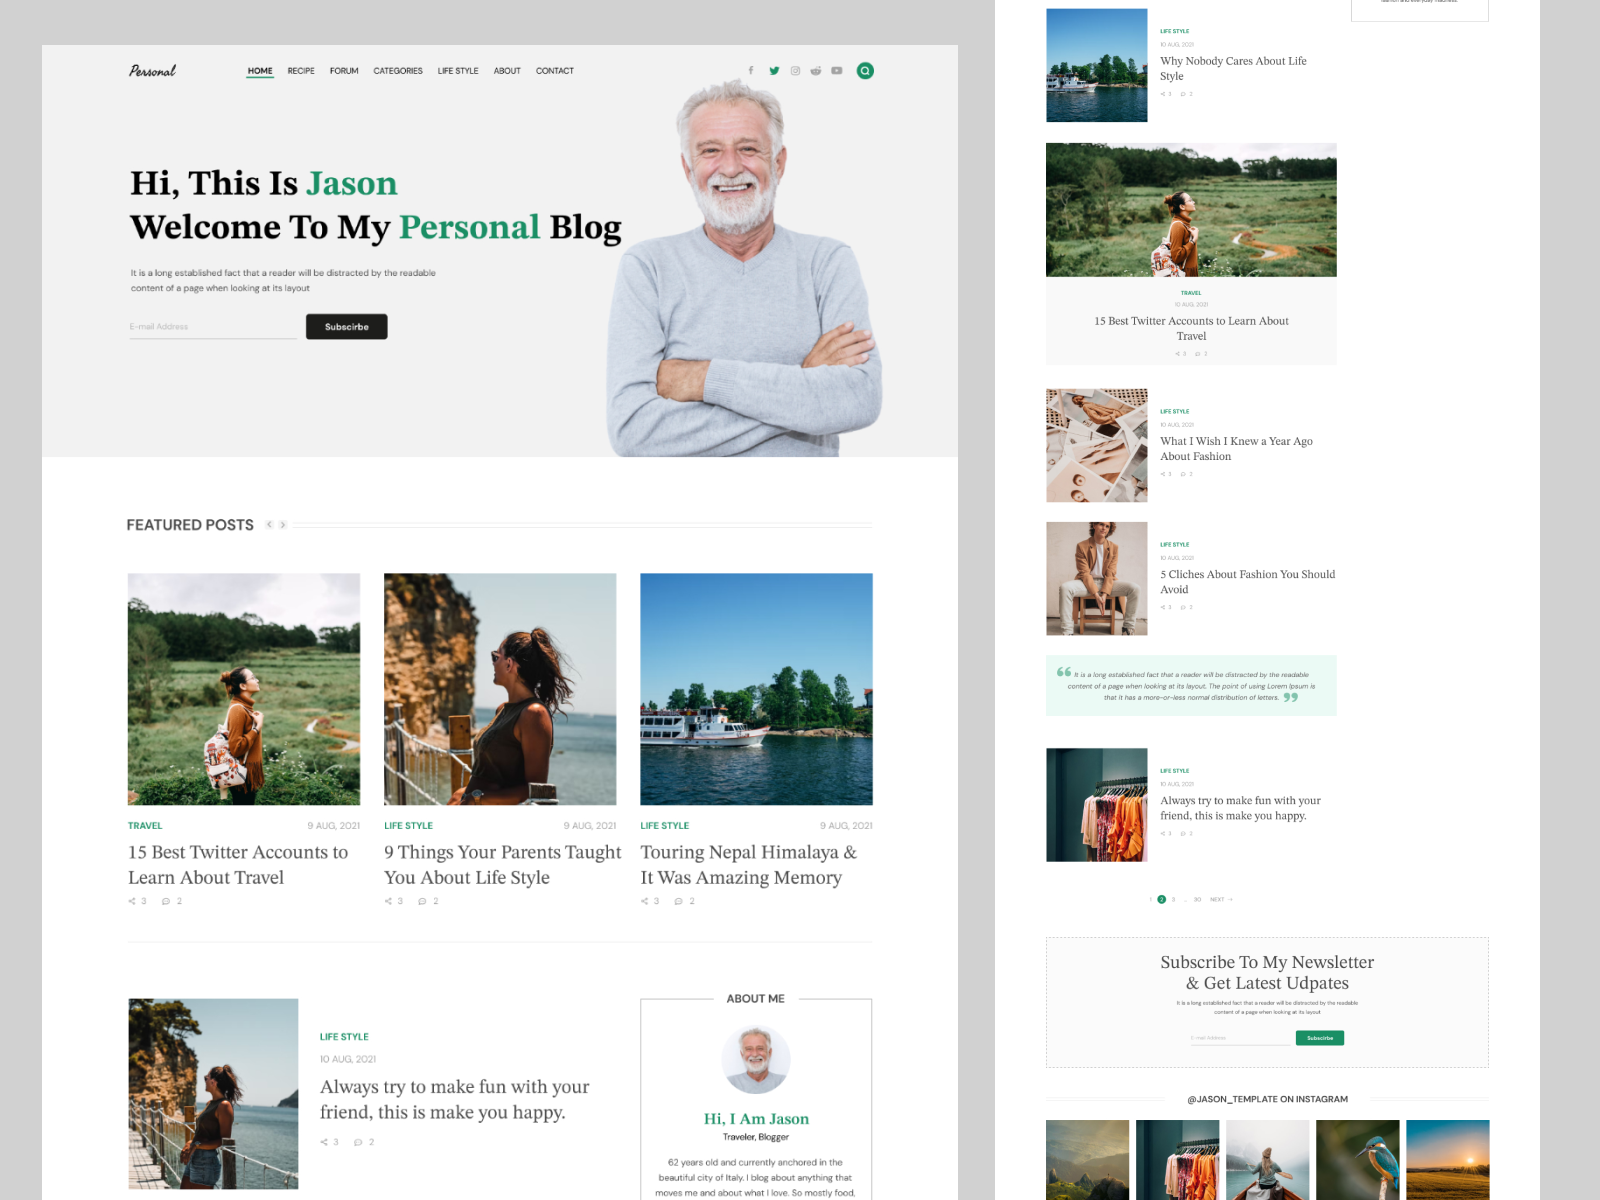 Personal
HOME RECIPE FORUM CATEGORIES LIFE STYLE ABOUT CONTACT
Hi, This Is Jason
Welcome To My Personal Blog
It is a long established fact that a reader will be distracted by the readable
content of a page when looking at its layout
E-mail Address
Subscirbe
FEATURED POSTS
TRAVEL 9 AUG, 2021
15 Best Twitter Accounts to
Learn About Travel
3 2
LIFE STYLE 9 AUG, 2021
9 Things Your Parents Taught
You About Life Style
3 2
LIFE STYLE 9 AUG, 2021
Touring Nepal Himalaya &
It Was Amazing Memory
3 2
LIFE STYLE
10 AUG, 2021
Always try to make fun with your
friend, this is make you happy.
3 2
ABOUT ME
Hi, I Am Jason
Traveler, Blogger
62 years old and currently anchored in the
beautiful city of Italy. I blog about anything that
moves me and about what I love. So mostly food,
LIFE STYLE
10 AUG, 2021
Why Nobody Cares About Life
Style
3 2
TRAVEL
10 AUG, 2021
15 Best Twitter Accounts to Learn About
Travel
3 2
LIFE STYLE
10 AUG, 2021
What I Wish I Knew a Year Ago
About Fashion
3 2
LIFE STYLE
10 AUG, 2021
5 Cliches About Fashion You Should
Avoid
3 2
“ It is a long established fact that a reader will be distracted by the readable
content of a page when looking at its layout. The point of using Lorem Ipsum is
that it has a more-or-less normal distribution of letters. ”
LIFE STYLE
10 AUG, 2021
Always try to make fun with your
friend, this is make you happy.
3 2
1 2 3 ... 90 NEXT →
Subscribe To My Newsletter
& Get Latest Udpates
It is a long established fact that a reader will be distracted by the readable
content of a page when looking at its layout
E-mail Address
Subscirbe
@JASON_TEMPLATE ON INSTAGRAM